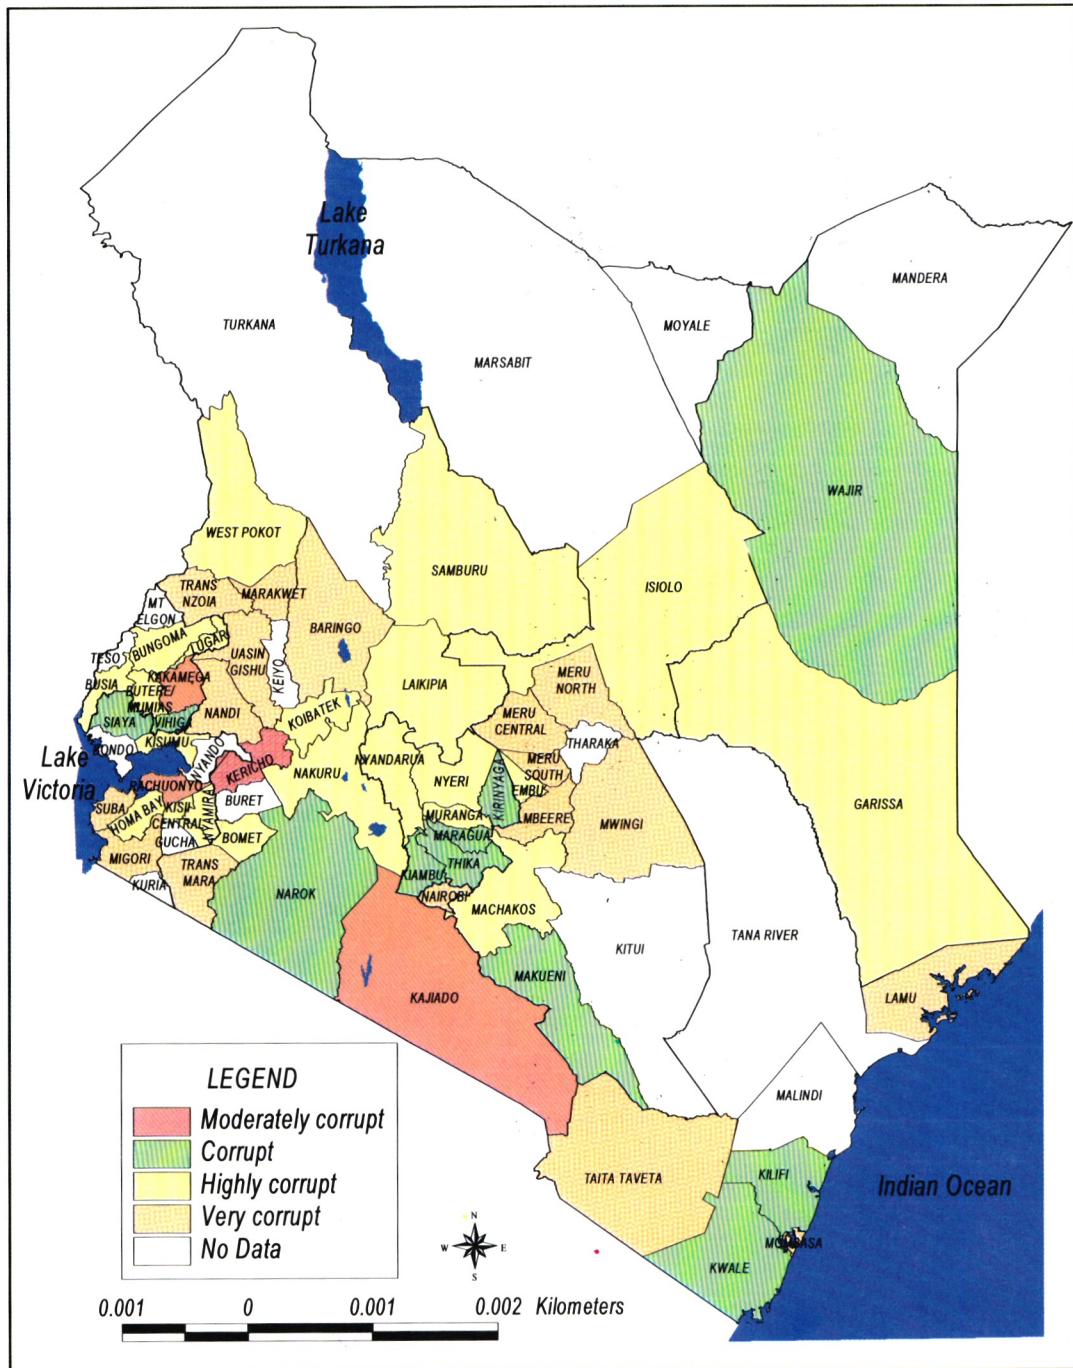 Lake
Turkana
MANDERA
TURKANA
MOYALE
MARSABIT
WAJIR
WEST POKOT
SAMBURU
ISIOLO
TRANS
NZOIA
MARAKWET
MT
ELGON
BARINGO
BUNGOMA
LUGARI
TESO
UASIN
GISHU
KEIYO
MERU
NORTH
KAKAMEGA
BUSIA
BUTERE/
MUMIAS
LAIKIPIA
SIAYA
VIHIGA
NANDI
KOIBATEK
MERU
CENTRAL
BONDO
KISUMU
THARAKA
Lake
Victoria
NYANDO
KERICHO
NAKURU
NYANDARUA
NYERI
MERU
SOUTH
RACHUONYO
KIRINYAGA
EMBU
GARISSA
SUBA
HOMA BAY
KISII
CENTRAL
NYAMIRA
BURET
MURANGA
MBEERE
MWINGI
GUCHA
BOMET
MARAGUA
MIGORI
TRANS
MARA
KIAMBU
THIKA
KURIA
NAROK
NAIROBI
MACHAKOS
KITUI
TANA RIVER
MAKUENI
KAJIADO
LAMU
MALINDI
TAITA TAVETA
KILIFI
Indian Ocean
MOMBASA
KWALE
LEGEND
Moderately corrupt
Corrupt
Highly corrupt
Very corrupt
No Data
N
W E
S
0.001 0 0.001 0.002 Kilometers